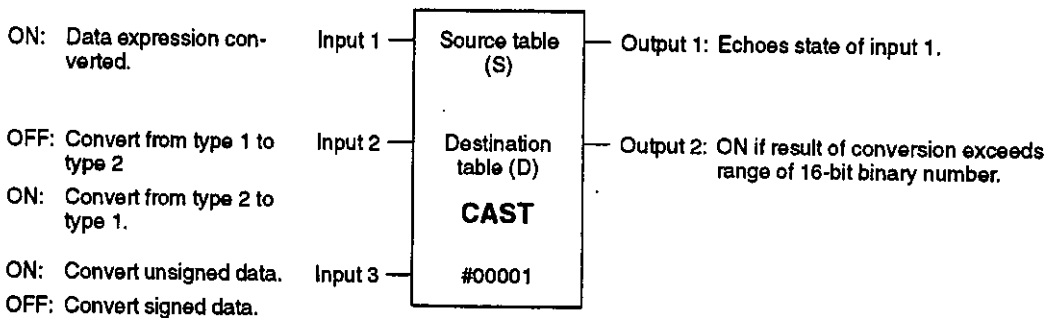 ON: Data expression con-
verted.
Input 1
Source table
(S)
Output 1: Echoes state of input 1.
OFF: Convert from type 1 to
type 2
Input 2
Destination
table (D)
Output 2: ON if result of conversion exceeds
range of 16-bit binary number.
ON: Convert from type 2 to
type 1.
CAST
ON: Convert unsigned data.
Input 3
#00001
OFF: Convert signed data.